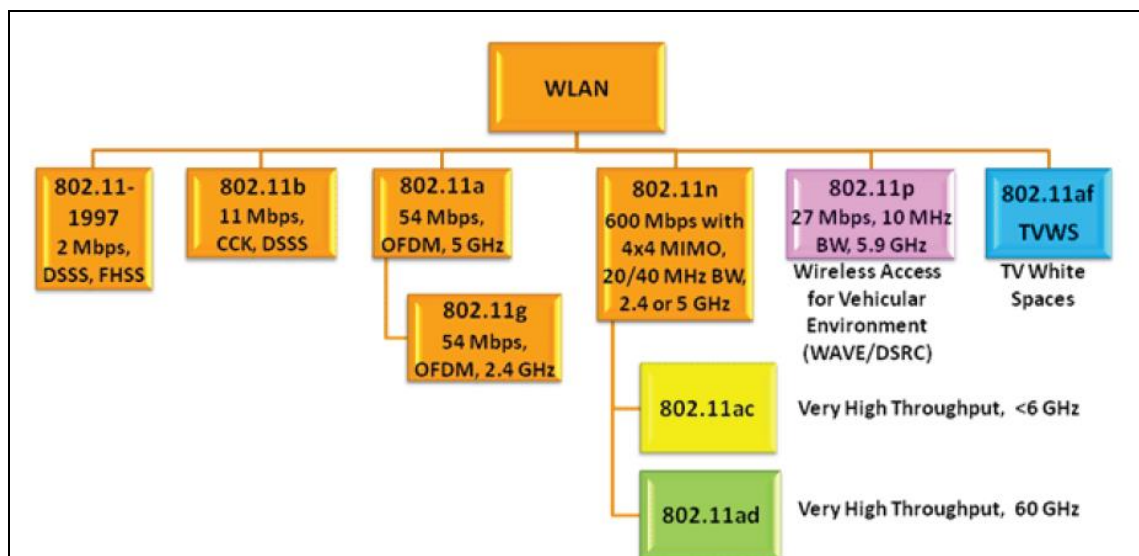 WLAN
802.11-
1997
2 Mbps,
DSSS, FHSS
802.11b
11 Mbps,
CCK, DSSS
802.11a
54 Mbps,
OFDM, 5 GHz
802.11g
54 Mbps,
OFDM, 2.4 GHz
802.11n
600 Mbps with
4x4 MIMO,
20/40 MHz BW,
2.4 or 5 GHz
802.11ac
Very High Throughput, <6 GHz
802.11ad
Very High Throughput, 60 GHz
802.11p
27 Mbps, 10 MHz
BW, 5.9 GHz
Wireless Access
for Vehicular
Environment
(WAVE/DSRC)
802.11af
TVWS
TV White
Spaces